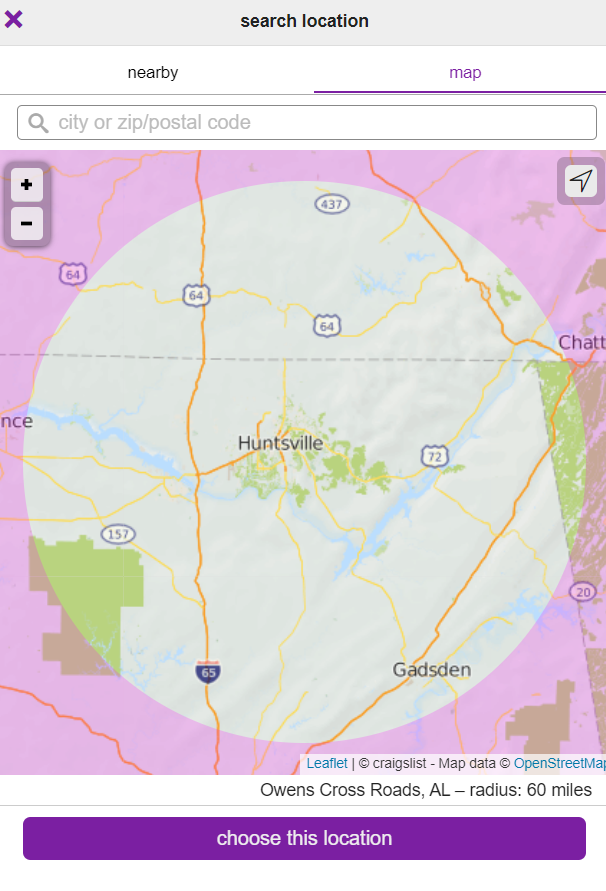 search location
nearby
map
city or zip/postal code
+
−
437
64
64
64
Chatt
nce
Huntsville
72
157
20
65
Gadsden
Leaflet | © craigslist - Map data © OpenStreetMap
Owens Cross Roads, AL – radius: 60 miles
choose this location